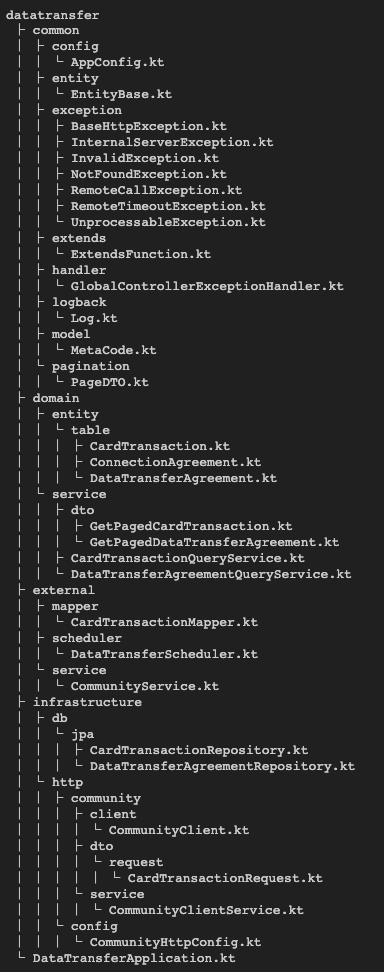 datatransfer
├ common
│ ├ config
│ │ └ AppConfig.kt
│ ├ entity
│ │ └ EntityBase.kt
│ ├ exception
│ │ ├ BaseHttpException.kt
│ │ ├ InternalServerException.kt
│ │ ├ InvalidException.kt
│ │ ├ NotFoundException.kt
│ │ ├ RemoteCallException.kt
│ │ ├ RemoteTimeoutException.kt
│ │ └ UnprocessableException.kt
│ ├ extends
│ │ └ ExtendsFunction.kt
│ ├ handler
│ │ └ GlobalControllerExceptionHandler.kt
│ ├ logback
│ │ └ Log.kt
│ ├ model
│ │ └ MetaCode.kt
│ └ pagination
│ │ └ PageDTO.kt
├ domain
│ ├ entity
│ │ └ table
│ │ │ ├ CardTransaction.kt
│ │ │ ├ ConnectionAgreement.kt
│ │ │ └ DataTransferAgreement.kt
│ └ service
│ │ ├ dto
│ │ │ ├ GetPagedCardTransaction.kt
│ │ │ └ GetPagedDataTransferAgreement.kt
│ │ ├ CardTransactionQueryService.kt
│ │ └ DataTransferAgreementQueryService.kt
├ external
│ ├ mapper
│ │ └ CardTransactionMapper.kt
│ ├ scheduler
│ │ └ DataTransferScheduler.kt
│ └ service
│ │ └ CommunityService.kt
├ infrastructure
│ ├ db
│ │ └ jpa
│ │ │ ├ CardTransactionRepository.kt
│ │ │ └ DataTransferAgreementRepository.kt
│ └ http
│ │ ├ community
│ │ │ ├ client
│ │ │ │ └ CommunityClient.kt
│ │ │ ├ dto
│ │ │ │ └ request
│ │ │ │ │ └ CardTransactionRequest.kt
│ │ │ └ service
│ │ │ │ └ CommunityClientService.kt
│ │ └ config
│ │ │ └ CommunityHttpConfig.kt
└ DataTransferApplication.kt